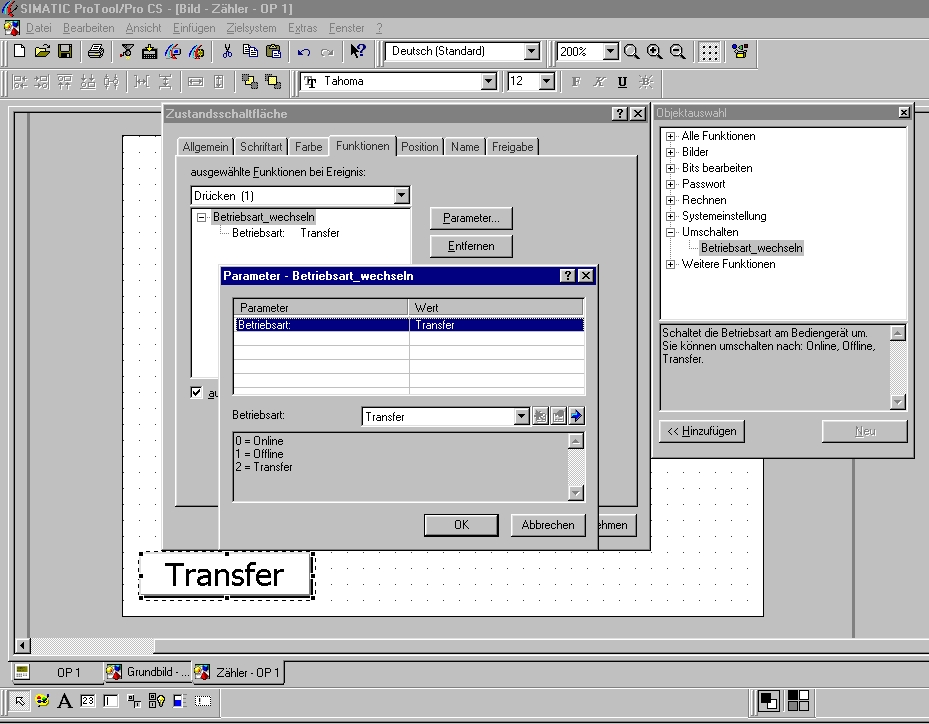 SIMATIC ProTool/Pro CS - [Bild - Zähler - OP 1]
Datei Bearbeiten Ansicht Einfügen Zielsystem Extras Fenster ?
Deutsch (Standard) 200%
Tahoma 12 F K U
Zustandsschaltfläche
Allgemein Schriftart Farbe Funktionen Position Name Freigabe
ausgewählte Funktionen bei Ereignis:
Drücken (1)
Betriebsart_wechseln
Betriebsart: Transfer
Parameter...
Entfernen
Parameter - Betriebsart_wechseln
Parameter Wert
Betriebsart: Transfer
Betriebsart: Transfer
0 = Online
1 = Offline
2 = Transfer
OK Abbrechen
ehmen
Objektauswahl
Alle Funktionen
Bilder
Bits bearbeiten
Passwort
Rechnen
Systemeinstellung
Umschalten
Betriebsart_wechseln
Weitere Funktionen
Schaltet die Betriebsart am Bediengerät um.
Sie können umschalten nach: Online, Offline,
Transfer.
<< Hinzufügen Neu
Transfer
OP 1 Grundbild - ... Zähler - OP 1
A 23